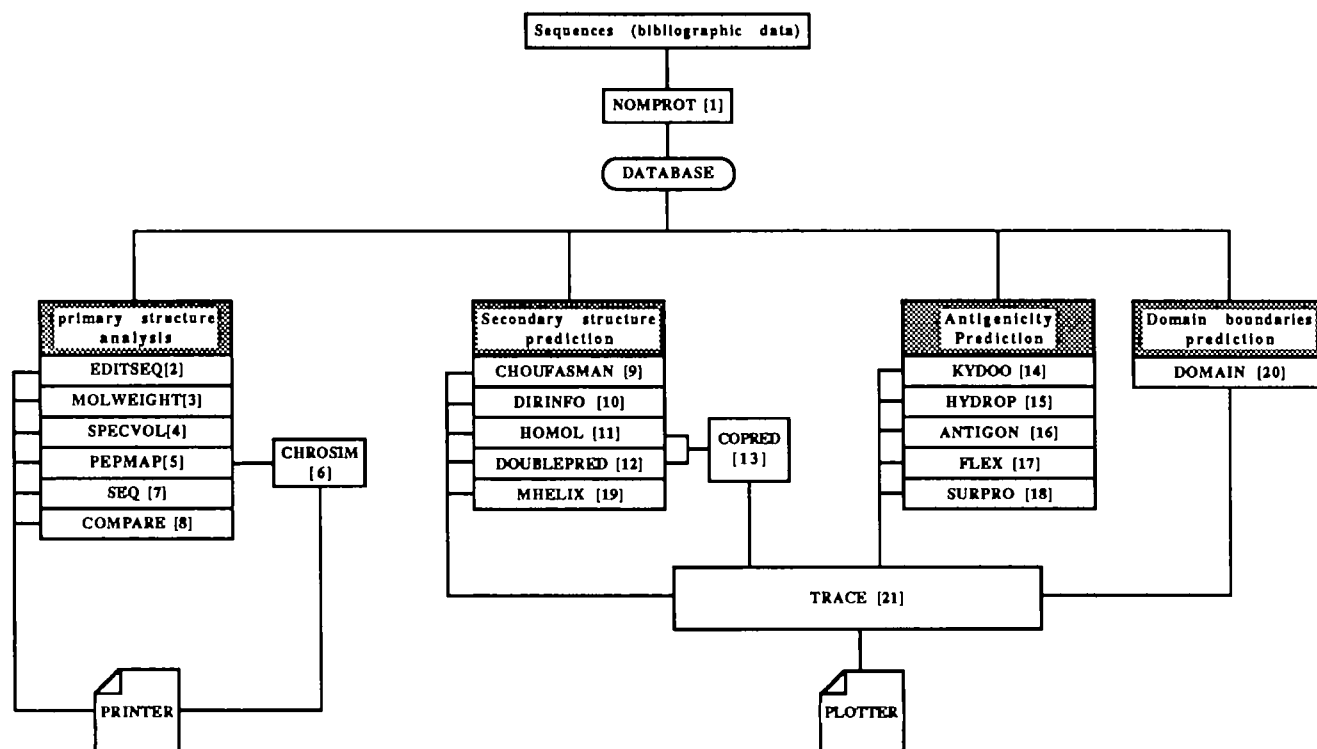 Sequences (bibliographic data)
NOMPROT [1]
DATABASE
primary structure
analysis
EDITSEQ[2]
MOLWEIGHT[3]
SPECVOL[4]
PEPMAP[5]
SEQ [7]
COMPARE [8]
CHROSIM
[6]
PRINTER
Secondary structure
prediction
CHOUFASMAN [9]
DIRINFO [10]
HOMOL [11]
DOUBLEPRED [12]
MHELIX [19]
COPRED
[13]
Antigenicity
Prediction
KYDOO [14]
HYDROP [15]
ANTIGON [16]
FLEX [17]
SURPRO [18]
Domain boundaries
prediction
DOMAIN [20]
TRACE [21]
PLOTTER